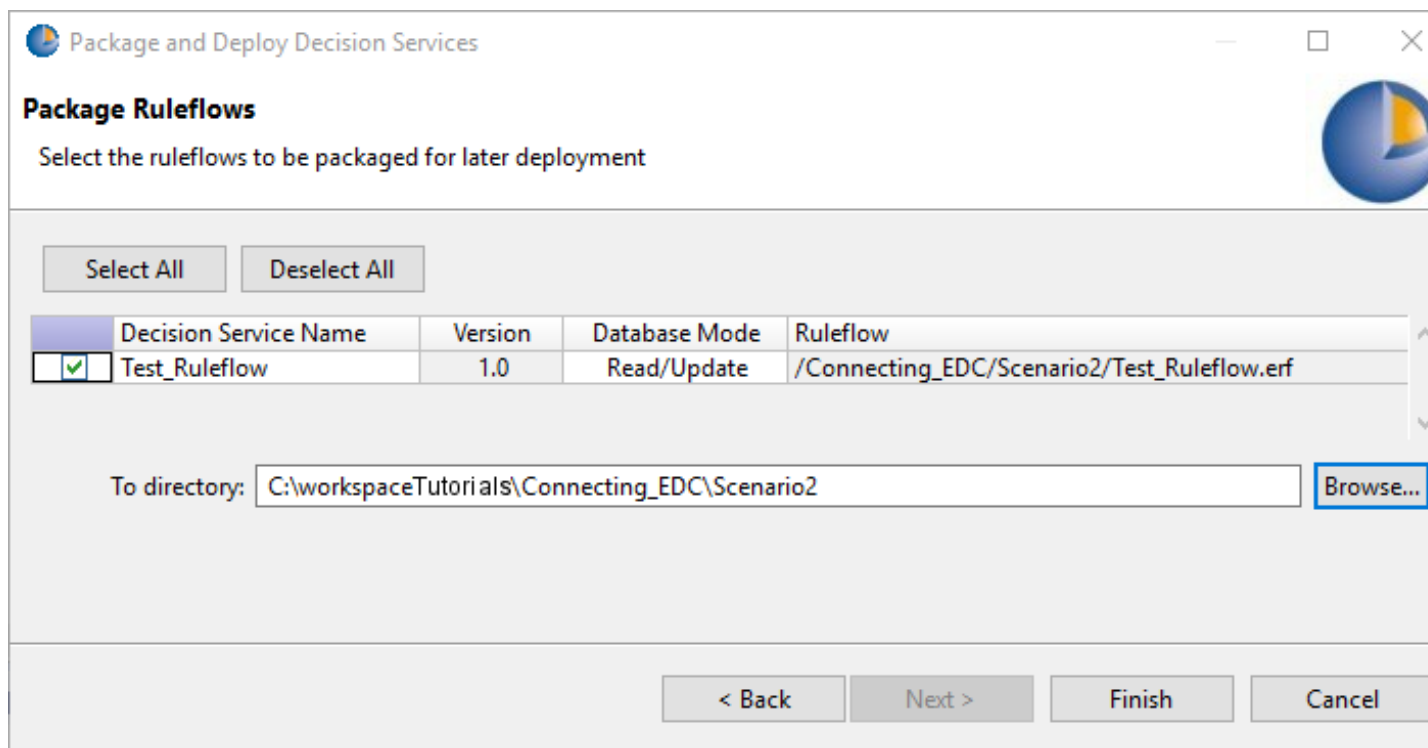 Package and Deploy Decision Services
Package Ruleflows
Select the ruleflows to be packaged for later deployment
Select All Deselect All
Decision Service Name Version Database Mode Ruleflow
Test_Ruleflow 1.0 Read/Update /Connecting_EDC/Scenario2/Test_Ruleflow.erf
To directory: C:\workspaceTutorials\Connecting_EDC\Scenario2 Browse...
< Back Next > Finish Cancel